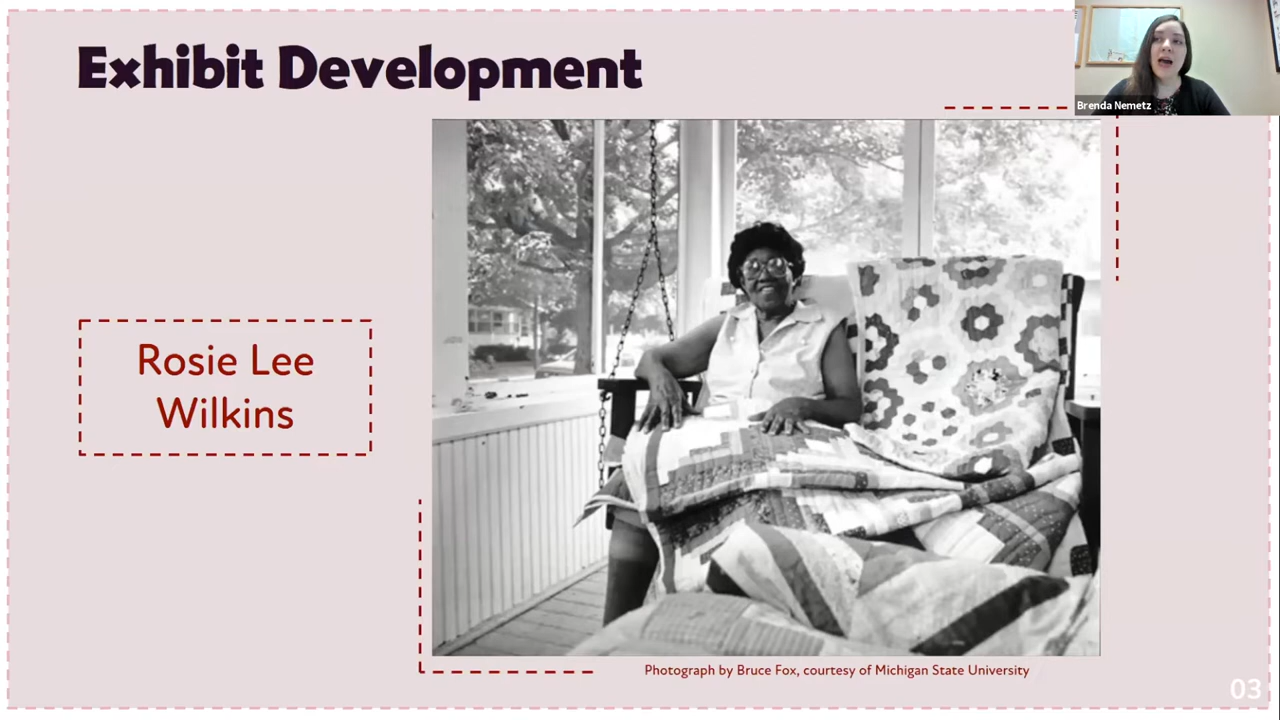 Exhibit Development
Brenda Nemetz
Rosie Lee
Wilkins
Photograph by Bruce Fox, courtesy of Michigan State University
03